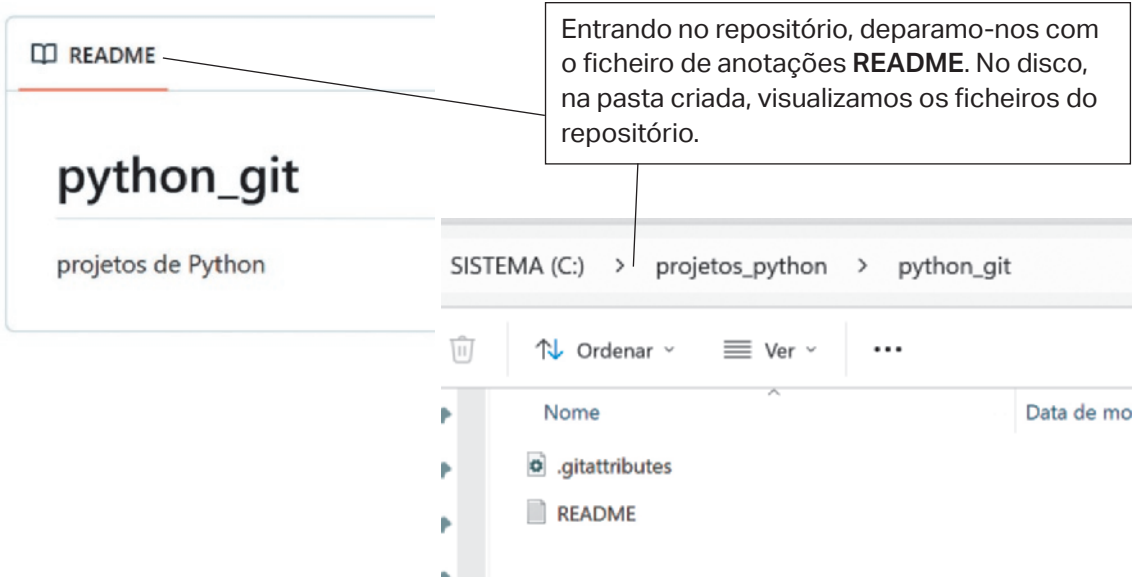 README
Entrando no repositório, deparamo-nos com
o ficheiro de anotações README. No disco,
na pasta criada, visualizamos os ficheiros do
repositório.
python_git
projetos de Python
SISTEMA (C:) > projetos_python > python_git
Ordenar Ver ...
Nome Data de mo
.gitattributes
README